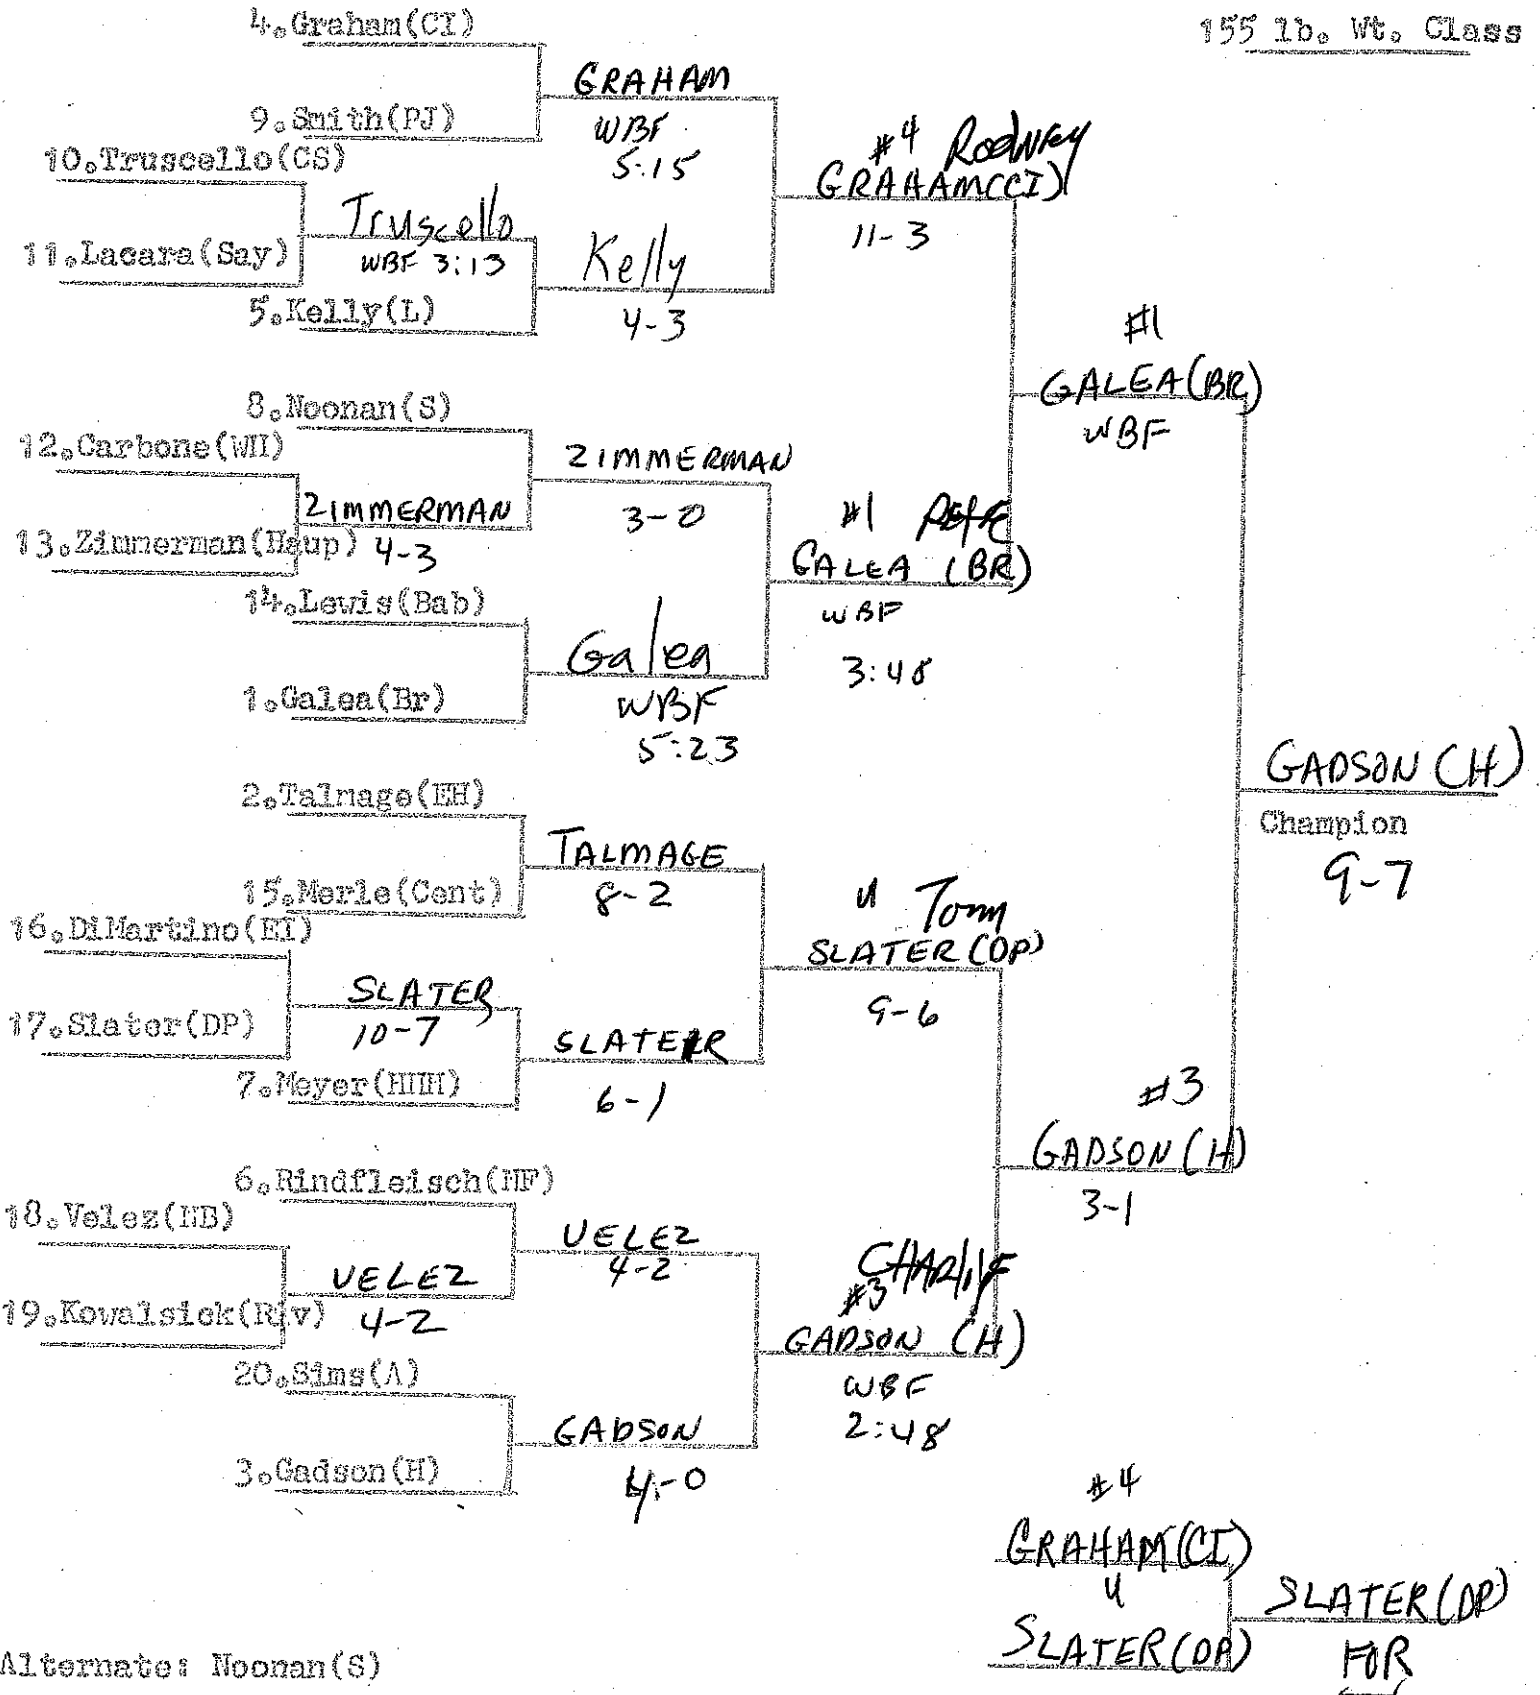 155 lb. Wt. Class
4.Graham(CI)
GRAHAM
9.Smith(PJ)
WBF
5:15
10.Truscello(CS)
Truscello
11.Lacara(Say)
WBF 3:13
5.Kelly(L)
Kelly
4-3
#4 Rodney
GRAHAM(CI)
11-3
8.Noonan(S)
12.Carbone(WH)
ZIMMERMAN
3-0
ZIMMERMAN
13.Zimmerman(Haup) 4-3
14.Lewis(Bab)
Galea
1.Galea(Br)
WBF
5:23
#1 Pete
GALEA (BR)
WBF
3:48
#1
GALEA(BR)
WBF
2.Talmage(EH)
TALMAGE
15.Merle(Cent)
8-2
16.DiMartino(EI)
SLATER
17.Slater(DP)
10-7
SLATER
7.Meyer(HHH)
6-1
U Tom
SLATER(DP)
9-6
6.Rindfleisch(MF)
18.Velez(NB)
VELEZ
4-2
VELEZ
19.Kowalsick(Riv) 4-2
20.Sims(A)
GADSON
3.Gadson(H)
4-0
CHARLIE
#3
GADSON (H)
WBF
2:48
#3
GADSON (H)
3-1
GADSON (H)
Champion
9-7
#4
GRAHAM(CI)
U
SLATER(DP)
SLATER(DP)
FOR
Alternate: Noonan(S)